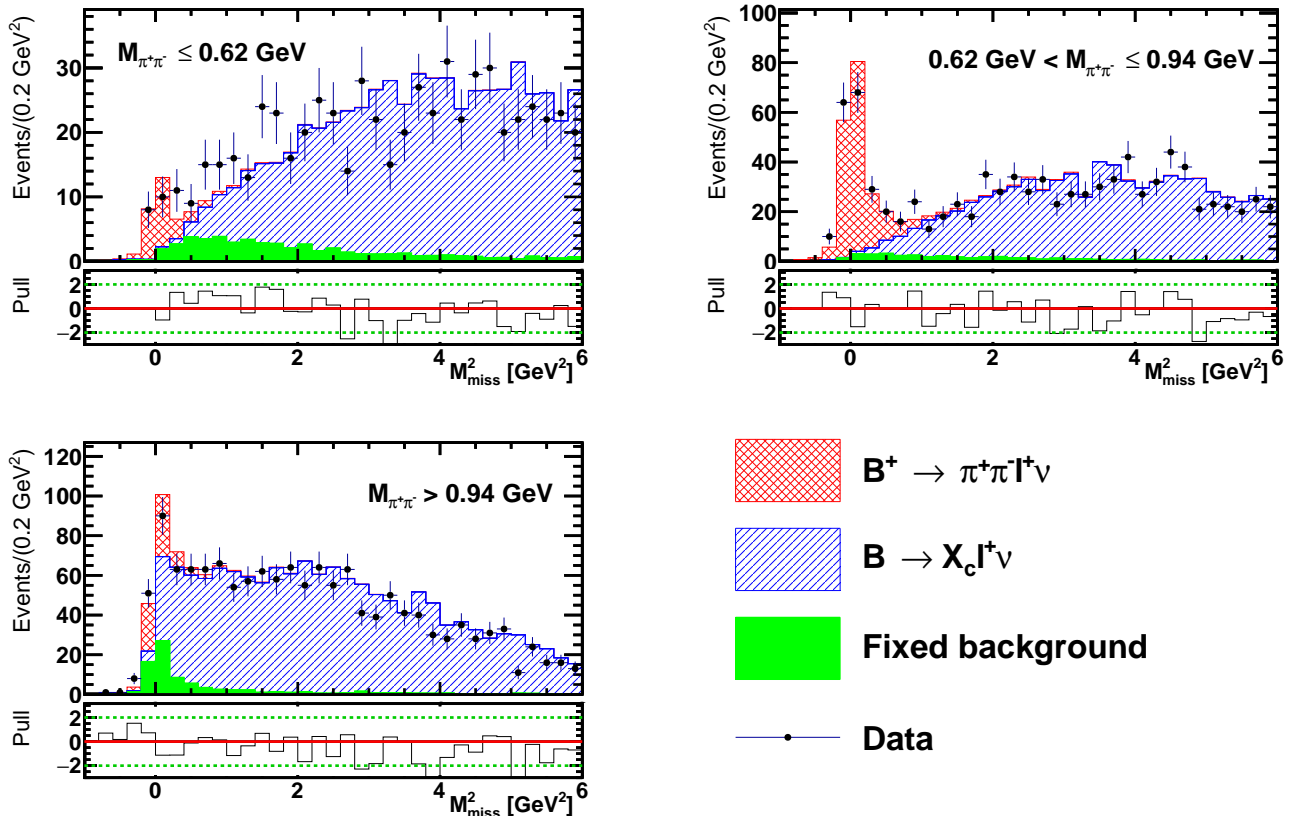 M_{π⁺π⁻} ≤ 0.62 GeV
Events/(0.2 GeV²)
30
20
10
0
Pull
2
0
−2
0
2
4
6
M²_miss [GeV²]
0.62 GeV < M_{π⁺π⁻} ≤ 0.94 GeV
Events/(0.2 GeV²)
100
80
60
40
20
0
Pull
2
0
−2
0
2
4
6
M²_miss [GeV²]
M_{π⁺π⁻} > 0.94 GeV
Events/(0.2 GeV²)
120
100
80
60
40
20
0
Pull
2
0
−2
0
2
4
6
M²_miss [GeV²]
B⁺ → π⁺π⁻l⁺ν
B → X_c l⁺ν
Fixed background
Data